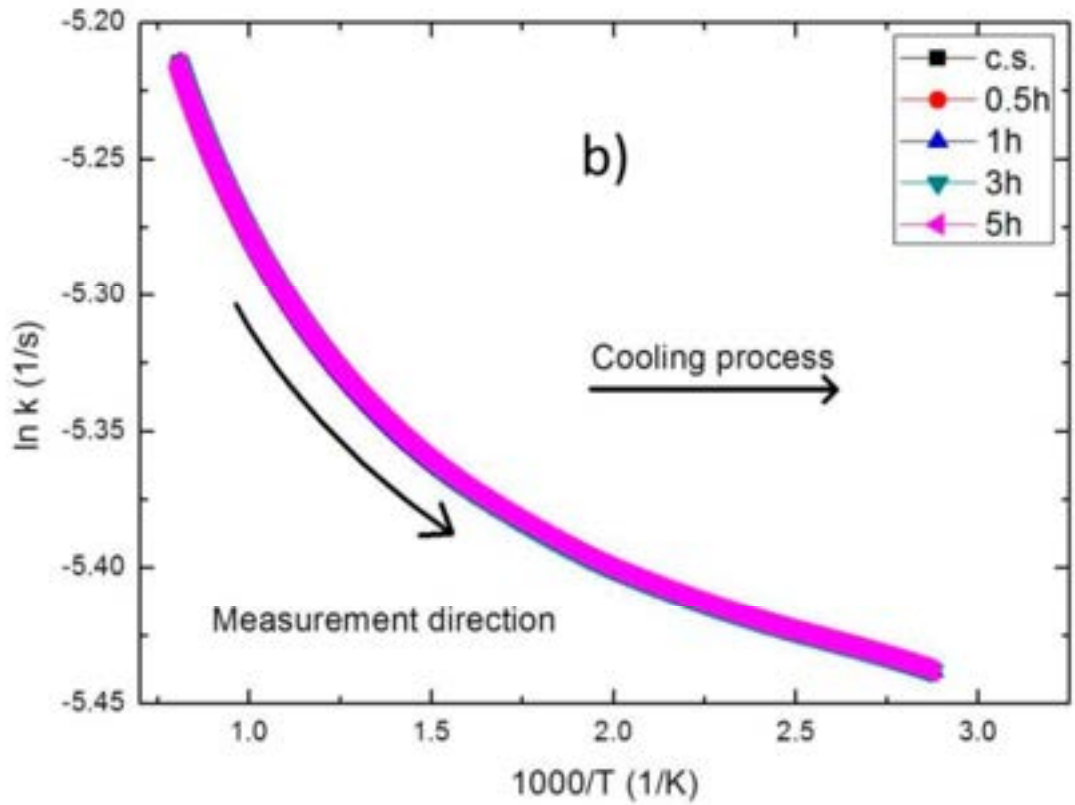 -5.20
-5.25
-5.30
-5.35
-5.40
-5.45
ln k (1/s)
c.s.
0.5h
1h
3h
5h
b)
Cooling process
Measurement direction
1.0
1.5
2.0
2.5
3.0
1000/T (1/K)